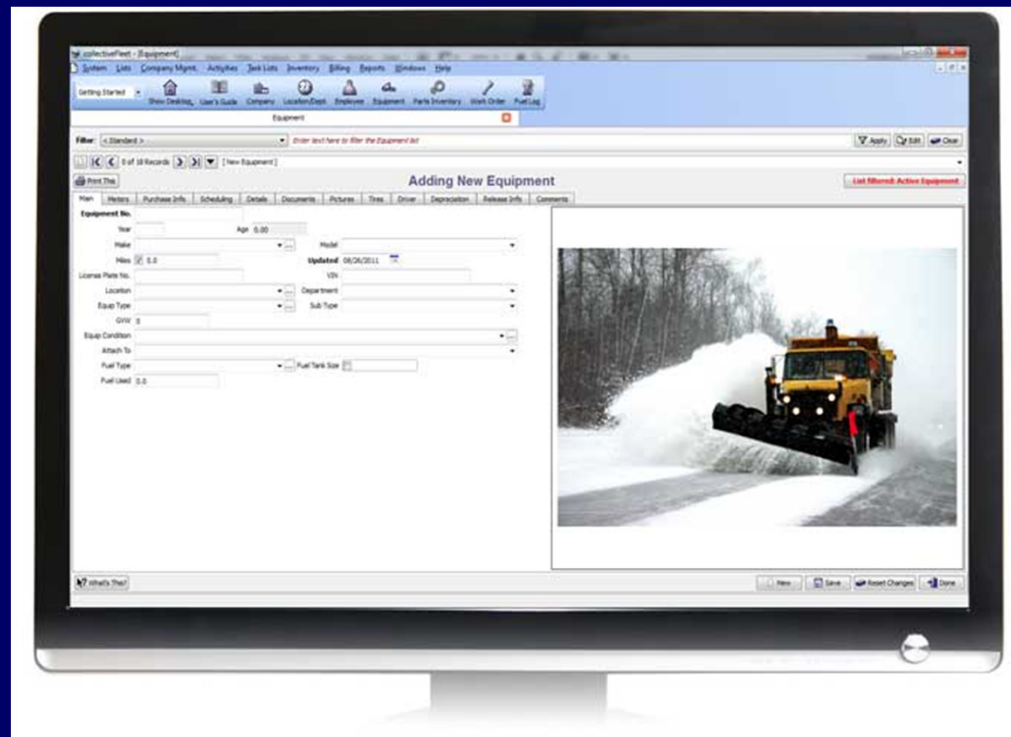 collectiveFleet - [Equipment]
System Lists Company Mgmt. Activities Task Lists Inventory Billing Reports Windows Help
Getting Started Show Desktop User's Guide Company Location/Dept Employee Equipment Parts Inventory Work Order Fuel Log
Equipment
Filter: < Standard > Enter text here to filter the Equipment list Apply Edit Clear
0 of 18 Records [New Equipment]
Print This Adding New Equipment List filtered: Active Equipment
Main Meters Purchase Info Scheduling Details Documents Pictures Tires Driver Depreciation Release Info Comments
Equipment No.
Year Age 0.00
Make ... Model
Miles 0.0 Updated 08/26/2011
License Plate No. VIN
Location ... Department
Equip Type ... Sub Type
GVW 0
Equip Condition ...
Attach To
Fuel Type ... Fuel Tank Size
Fuel Used 0.0
What's This? New Save Reset Changes Done